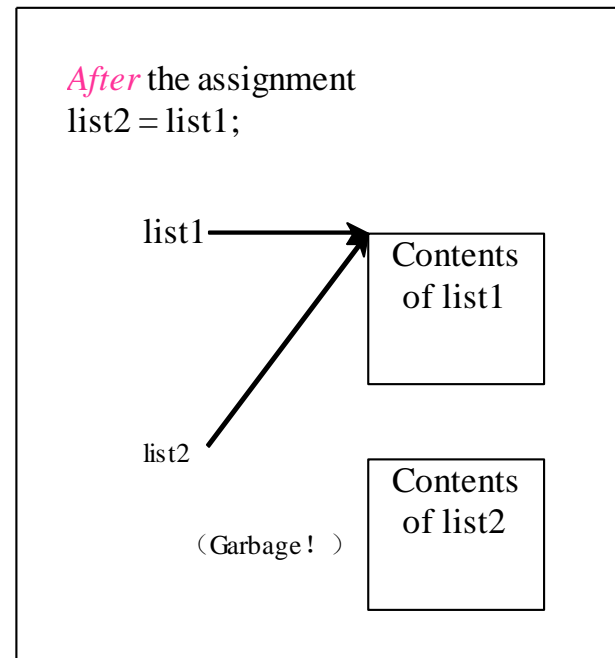 After the assignment
list2 = list1;
list1
Contents
of list1
list2
Contents
of list2
（Garbage！ ）